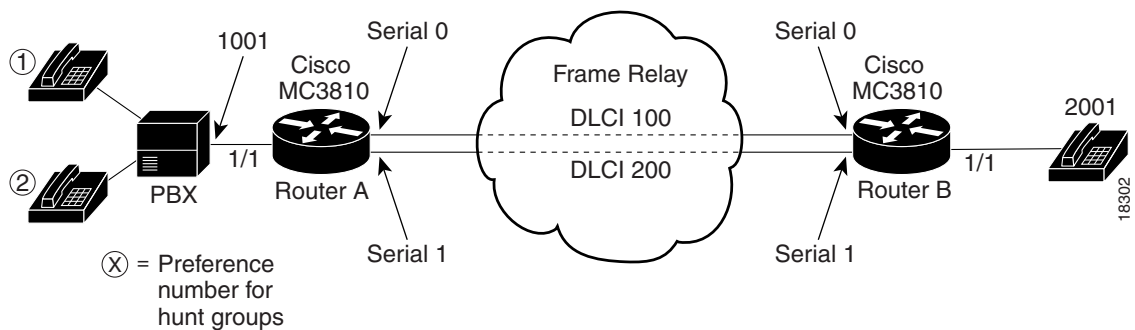 1
1001
Serial 0
Cisco
MC3810
1/1
PBX
Router A
2
Serial 1
Frame Relay
DLCI 100
DLCI 200
Serial 0
Cisco
MC3810
Router B
1/1
2001
Serial 1
18302
X = Preference
number for
hunt groups